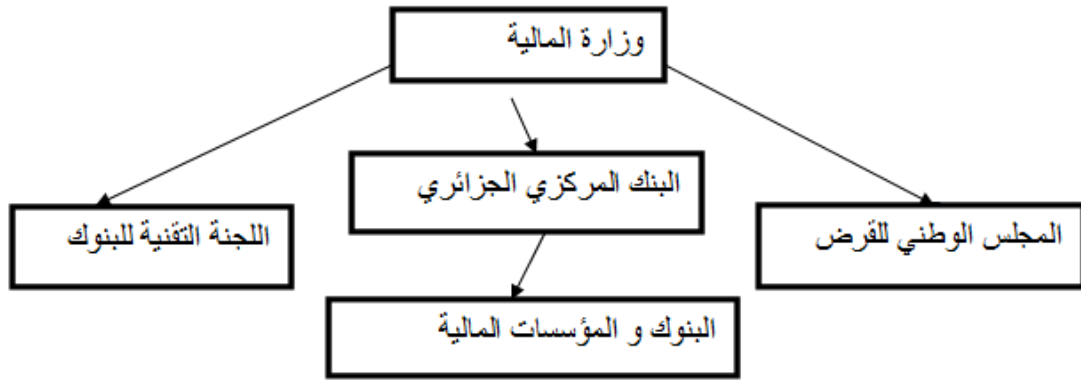 وزارة المالية
البنك المركزي الجزائري
المجلس الوطني للقرض
اللجنة التقنية للبنوك
البنوك و المؤسسات المالية